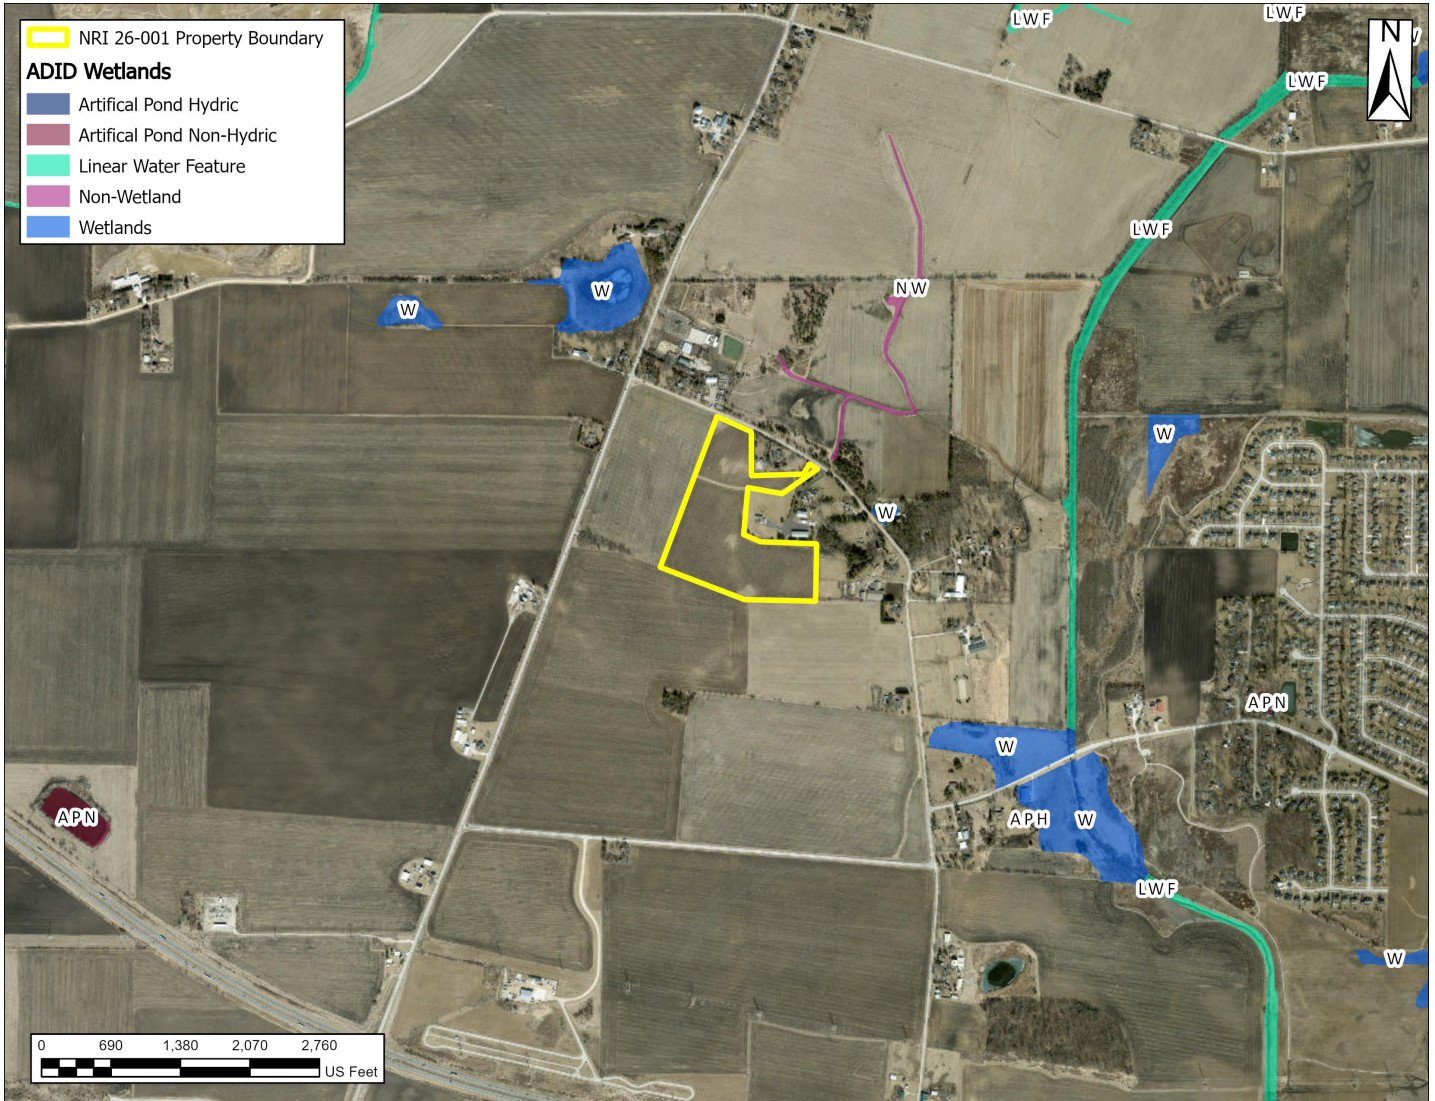 NRI 26-001 Property Boundary
ADID Wetlands
Artifical Pond Hydric
Artifical Pond Non-Hydric
Linear Water Feature
Non-Wetland
Wetlands
LWF
LWF
N
W
LWF
LWF
NW
W
W
W
W
APN
W
APN
APH
W
LWF
W
0 690 1,380 2,070 2,760
US Feet